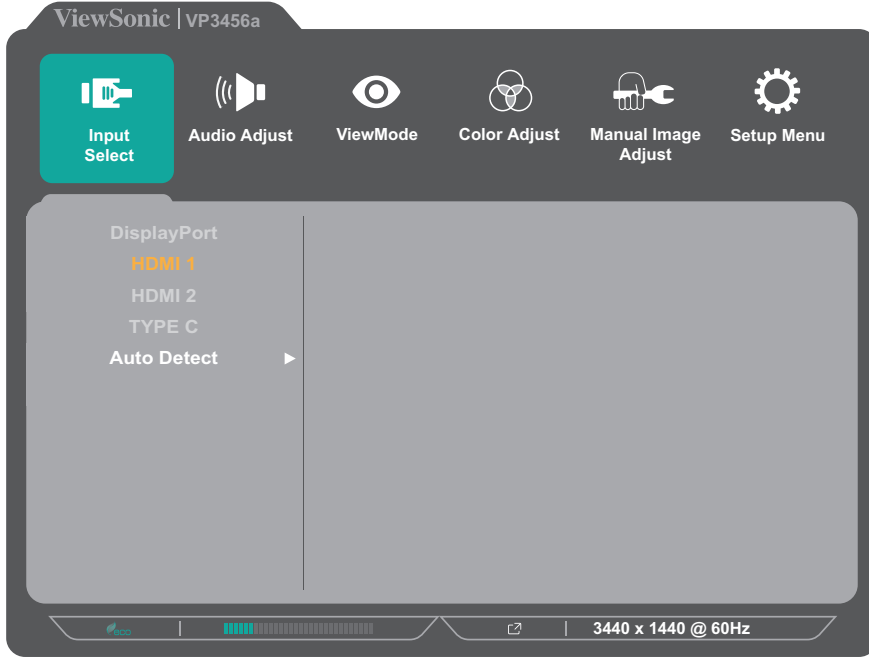 ViewSonic | VP3456a
Input
Select
Audio Adjust
ViewMode
Color Adjust
Manual Image
Adjust
Setup Menu
DisplayPort
HDMI 1
HDMI 2
TYPE C
Auto Detect
eco
3440 x 1440 @ 60Hz